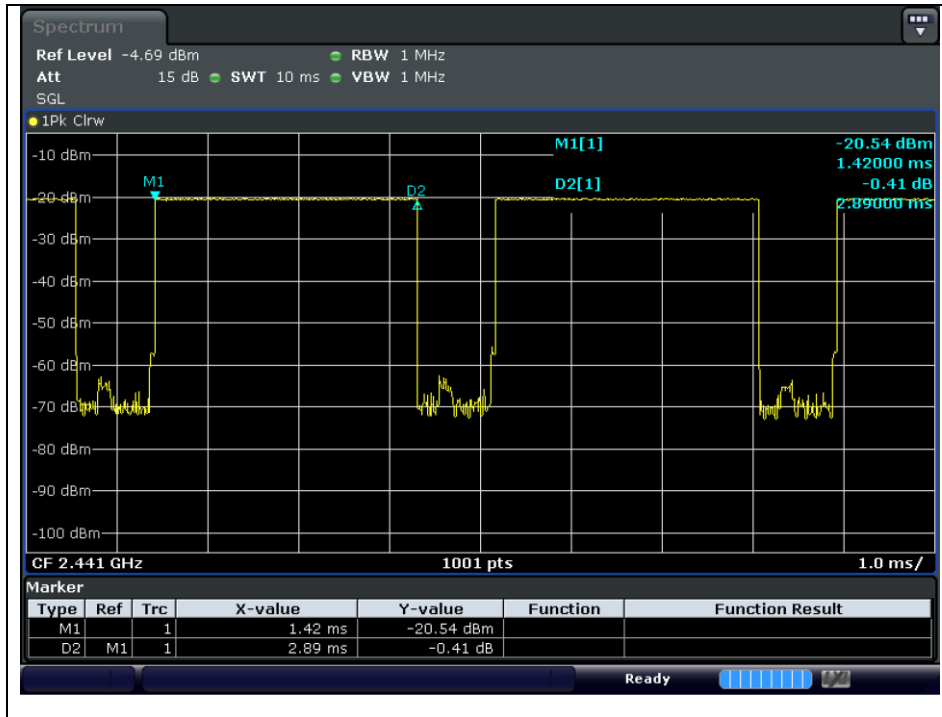 Spectrum
Ref Level -4.69 dBm RBW 1 MHz
Att 15 dB SWT 10 ms VBW 1 MHz
SGL
1Pk Clrw
M1[1] -20.54 dBm
1.42000 ms
D2[1] -0.41 dB
2.89000 ms
-10 dBm
M1
D2
-20 dBm
-30 dBm
-40 dBm
-50 dBm
-60 dBm
-70 dBm
-80 dBm
-90 dBm
-100 dBm
CF 2.441 GHz 1001 pts 1.0 ms/
Marker
Type Ref Trc X-value Y-value Function Function Result
M1 1 1.42 ms -20.54 dBm
D2 M1 1 2.89 ms -0.41 dB
Ready